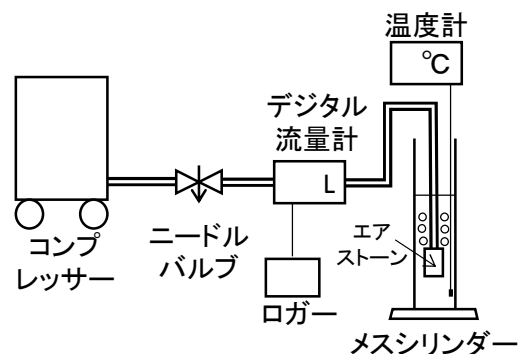 温度計
℃
デジタル
流量計
L
コンプ
レッサー
ニードル
バルブ
ロガー
エア
ストーン
メスシリンダー